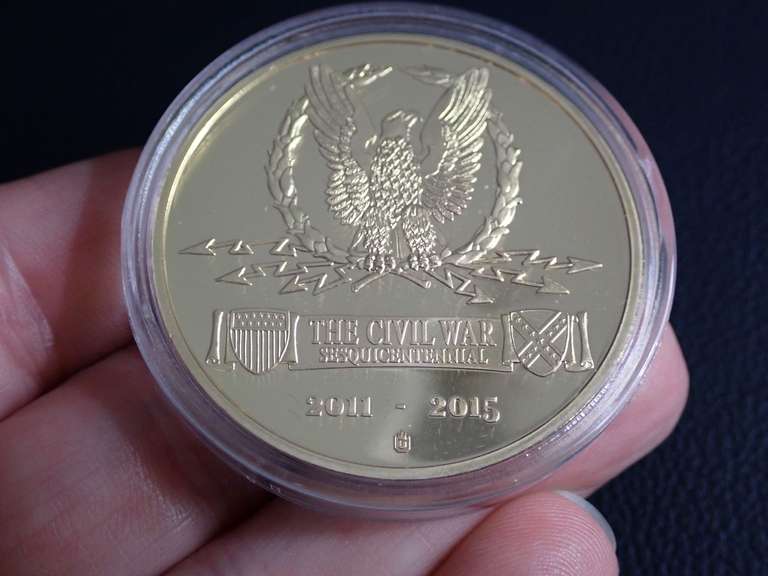 THE CIVIL WAR
SESQUICENTENNIAL
2011 - 2015